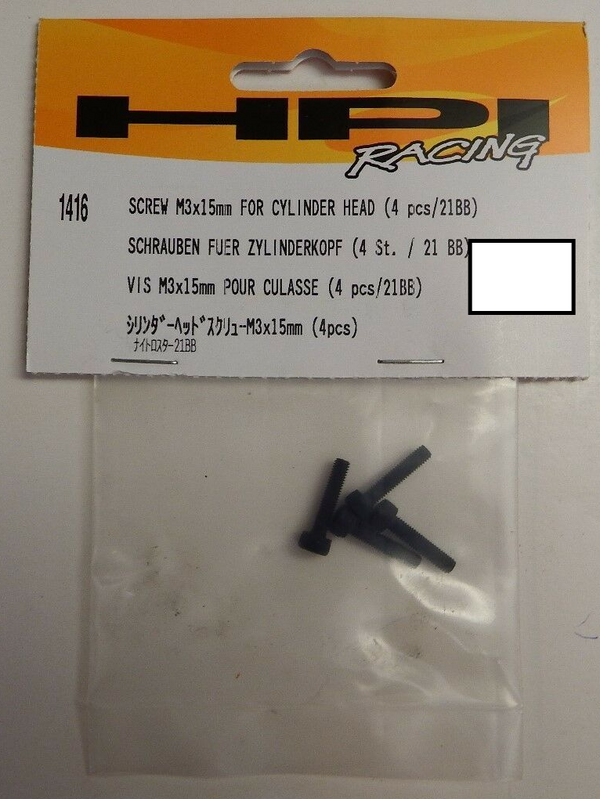 HPI
RACING
1416
SCREW M3x15mm FOR CYLINDER HEAD (4 pcs/21BB)
SCHRAUBEN FUER ZYLINDERKOPF (4 St. / 21 BB)
VIS M3x15mm POUR CULASSE (4 pcs/21BB)
ｼﾘﾝﾀﾞｰﾍｯﾄﾞｽｸﾘｭｰM3x15mm (4pcs)
ﾅｲﾄﾛｽﾀｰ21BB